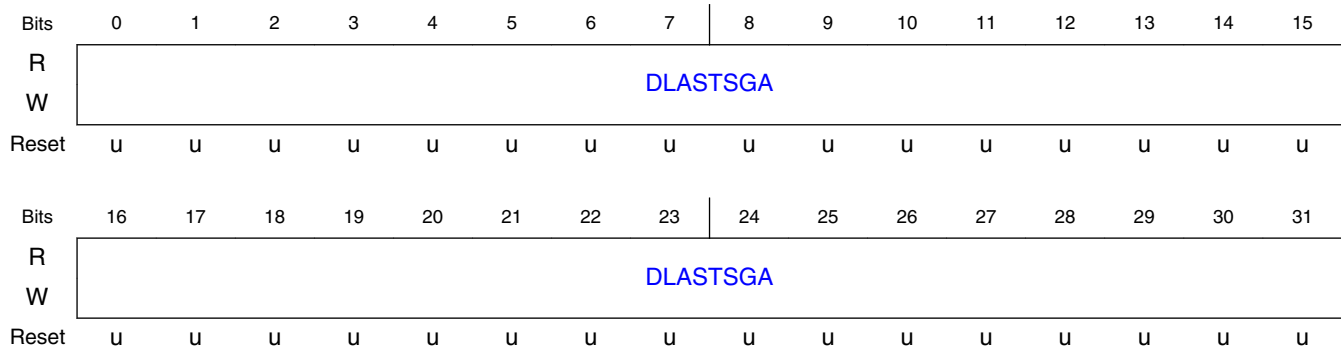 Bits 0 1 2 3 4 5 6 7 8 9 10 11 12 13 14 15
R
DLASTSGA
W
Reset u u u u u u u u u u u u u u u u
Bits 16 17 18 19 20 21 22 23 24 25 26 27 28 29 30 31
R
DLASTSGA
W
Reset u u u u u u u u u u u u u u u u